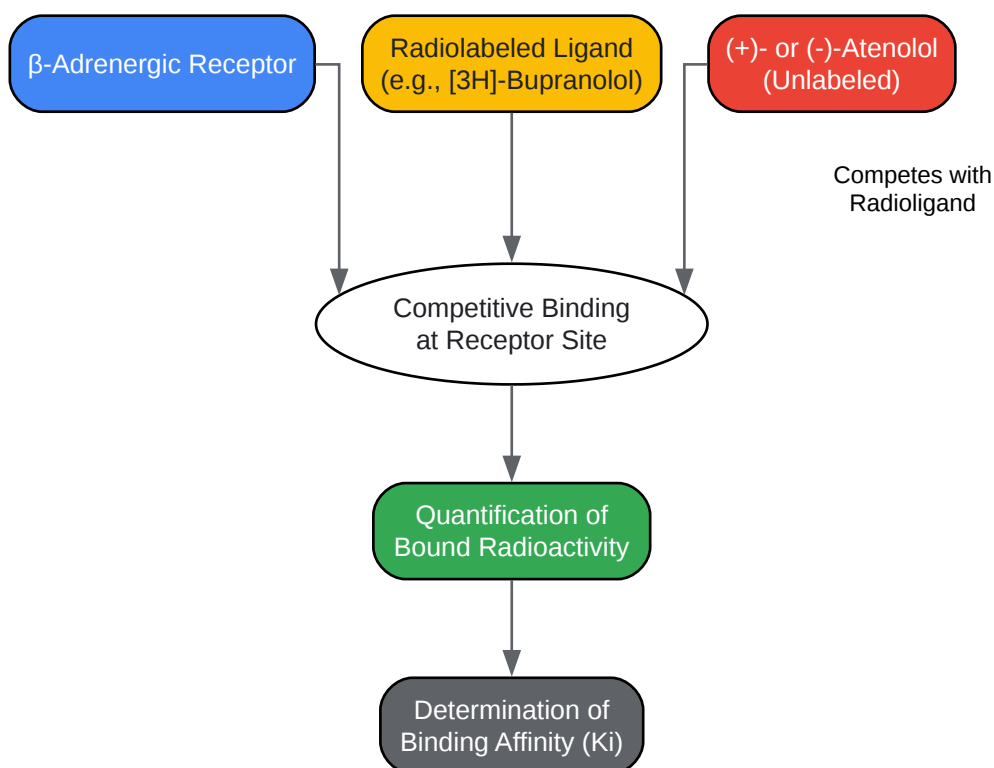 β-Adrenergic Receptor
Radiolabeled Ligand
(e.g., [3H]-Bupranolol)
(+)- or (-)-Atenolol
(Unlabeled)
Competes with
Radioligand
Competitive Binding
at Receptor Site
Quantification of
Bound Radioactivity
Determination of
Binding Affinity (Ki)